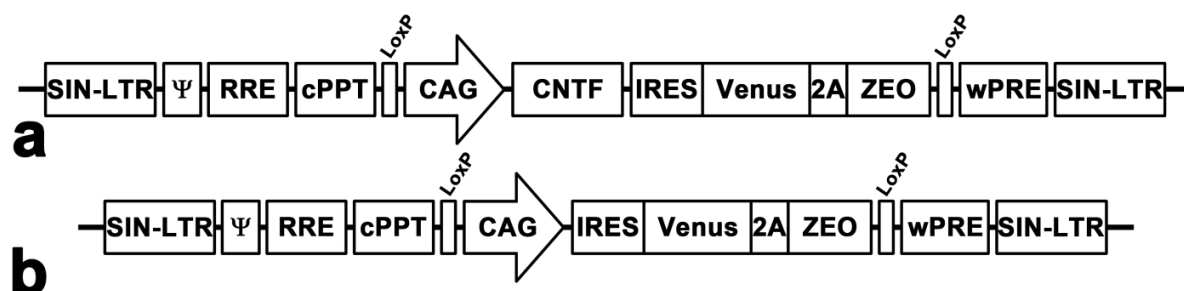 LoxP LoxP
SIN-LTR Ψ RRE cPPT CAG CNTF IRES Venus 2A ZEO wPRE SIN-LTR
a
LoxP LoxP
SIN-LTR Ψ RRE cPPT CAG IRES Venus 2A ZEO wPRE SIN-LTR
b